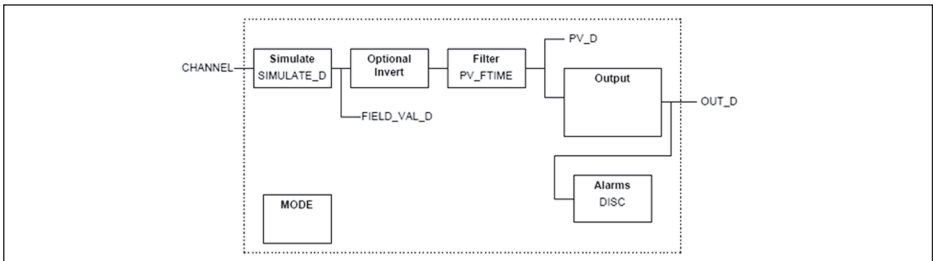 CHANNEL
Simulate
SIMULATE_D
Optional
Invert
Filter
PV_FTIME
PV_D
Output
OUT_D
FIELD_VAL_D
Alarms
DISC
MODE